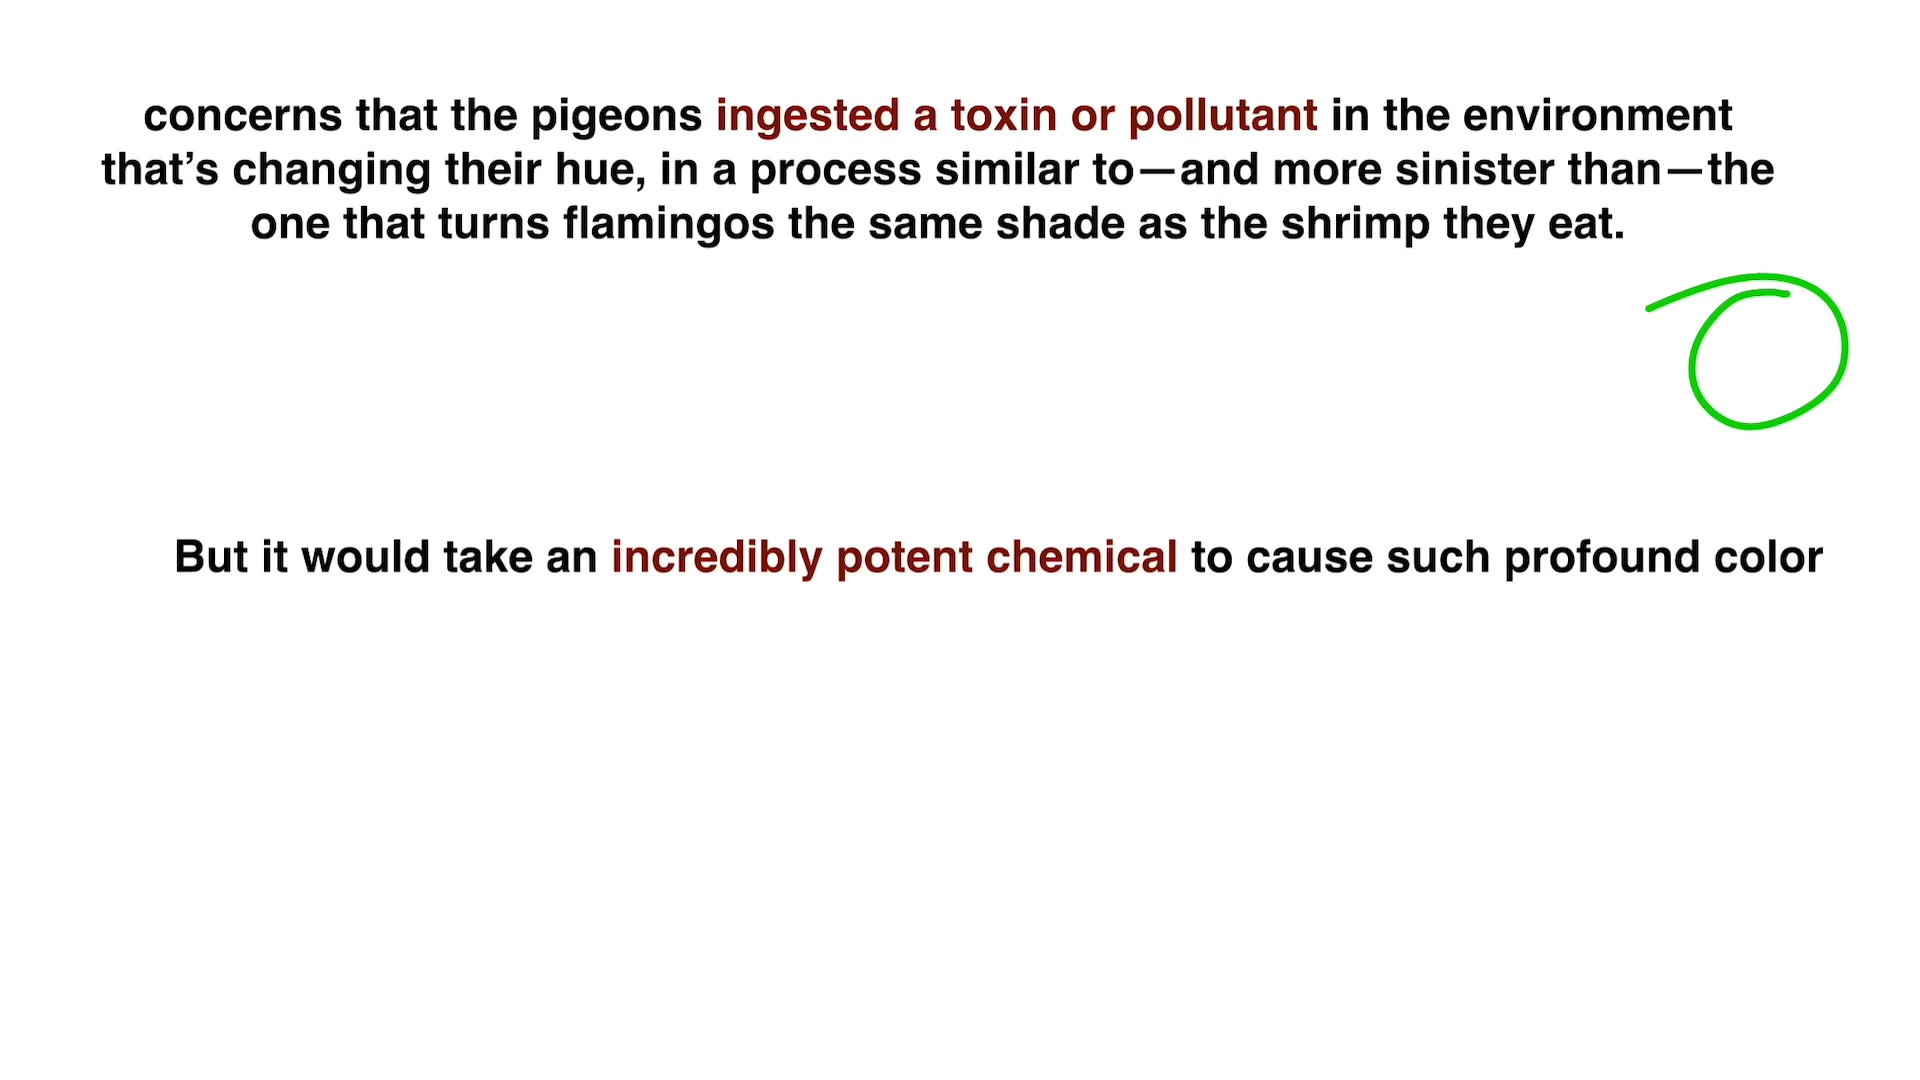 concerns that the pigeons ingested a toxin or pollutant in the environment
that’s changing their hue, in a process similar to—and more sinister than—the
one that turns flamingos the same shade as the shrimp they eat.
But it would take an incredibly potent chemical to cause such profound color